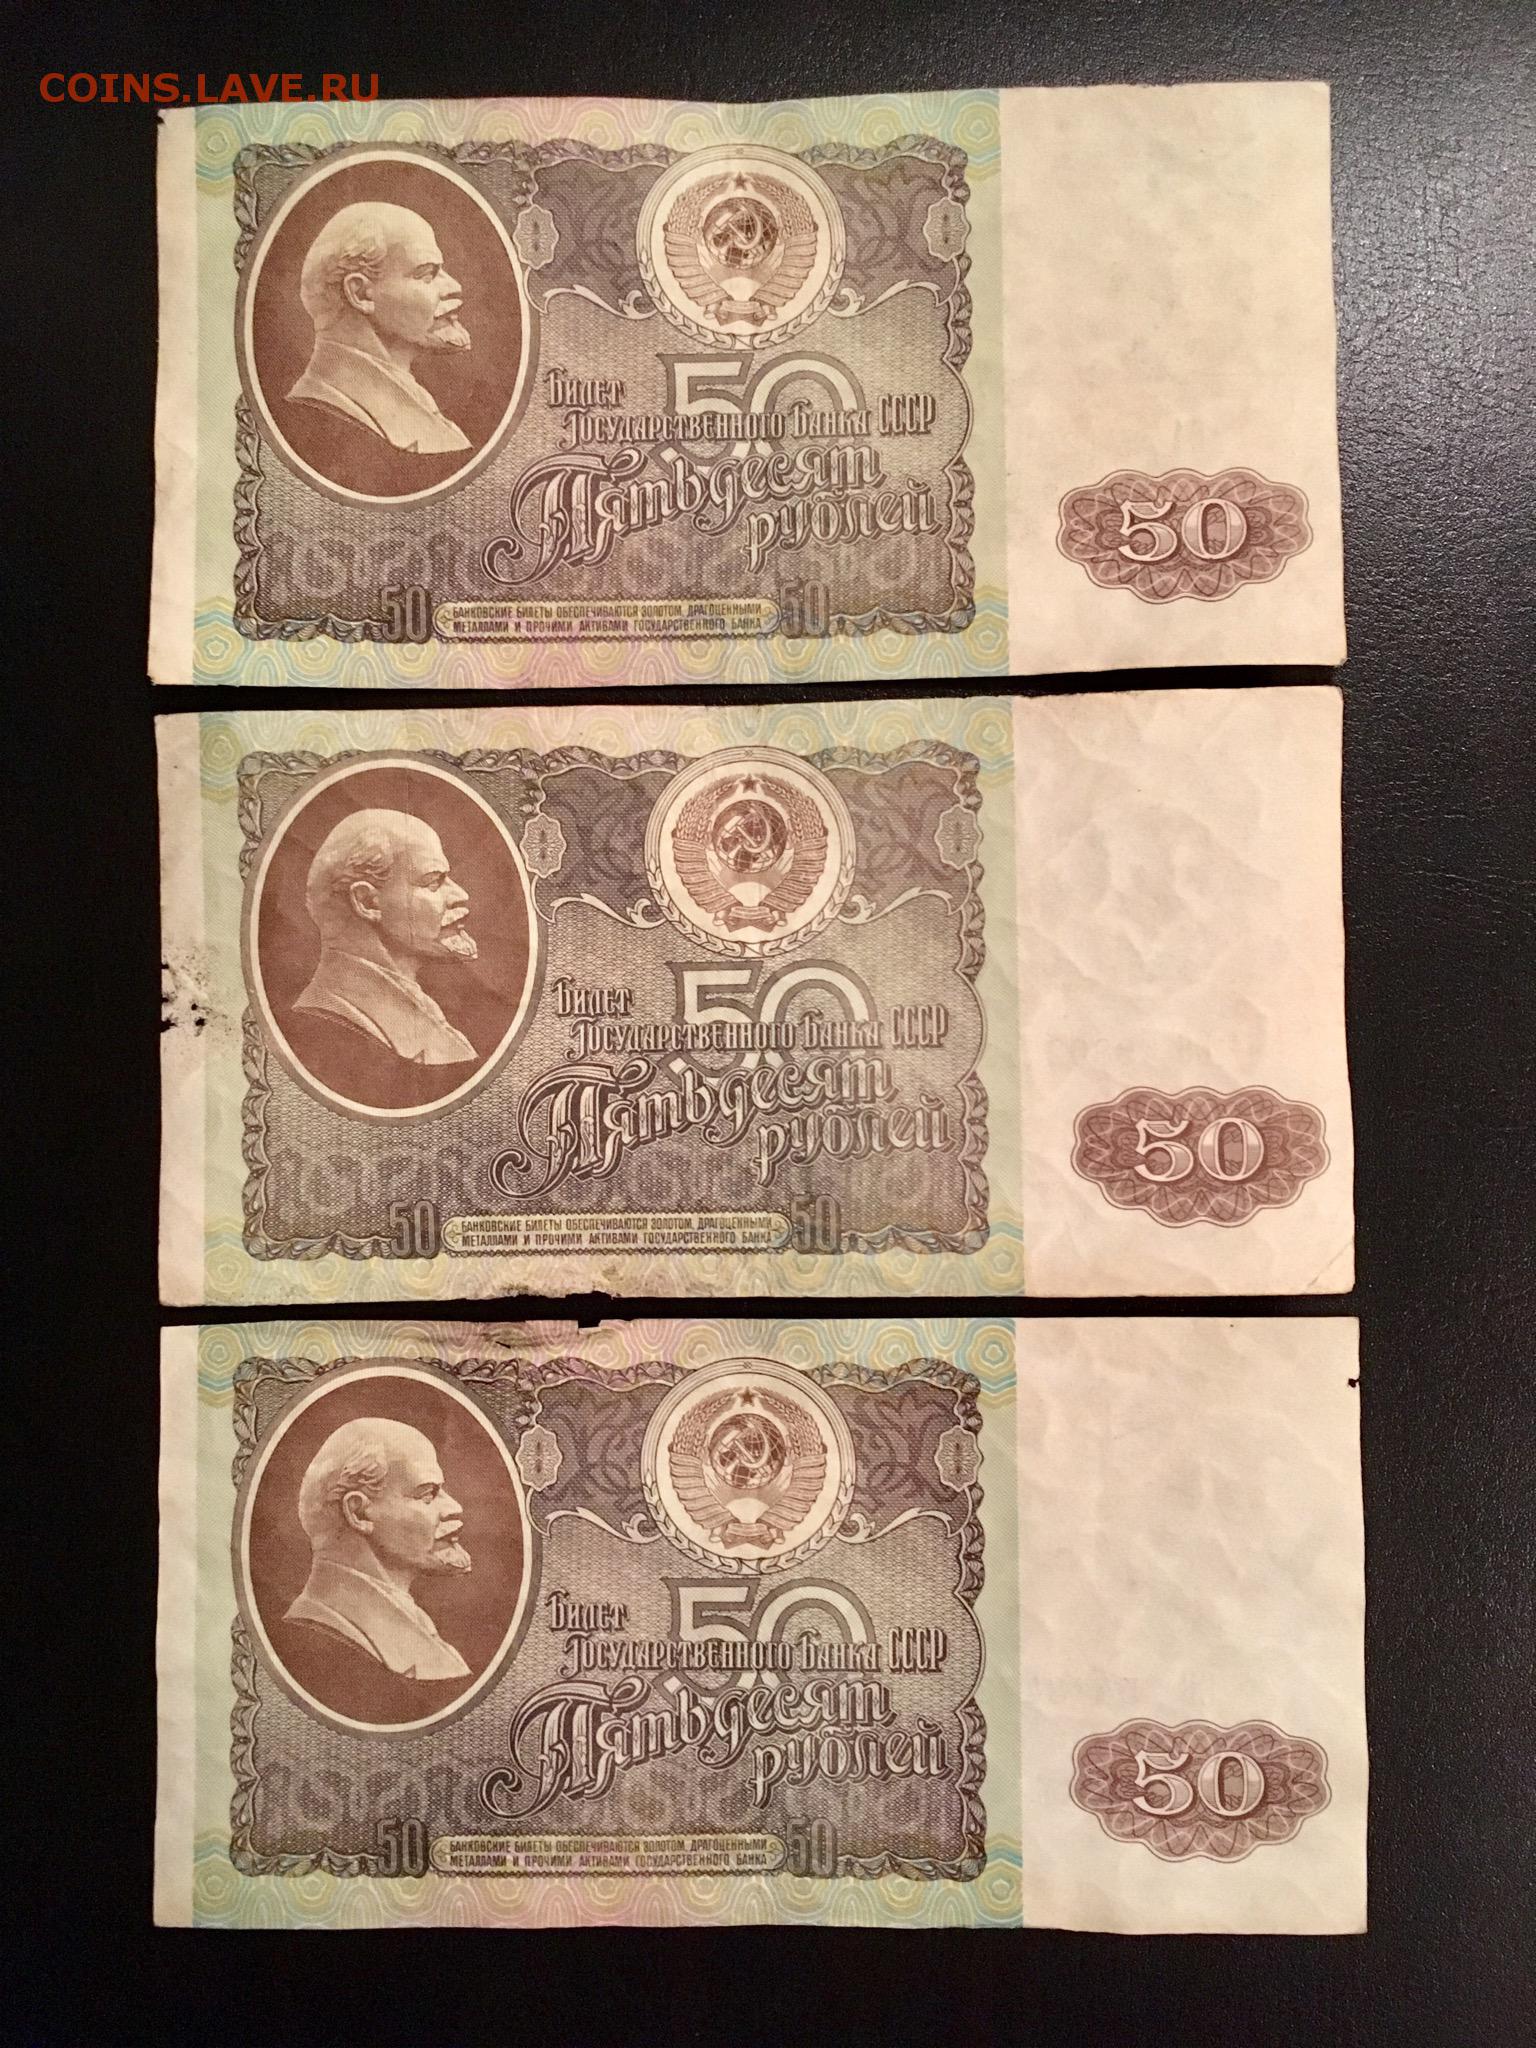 COINS.LAVE.RU
50
Билет
Государственного Банка СССР
Пятьдесят
рублей
50
50
БАНКОВСКИЕ БИЛЕТЫ ОБЕСПЕЧИВАЮТСЯ ЗОЛОТОМ, ДРАГОЦЕННЫМИ
МЕТАЛЛАМИ И ПРОЧИМИ АКТИВАМИ ГОСУДАРСТВЕННОГО БАНКА
50
50
Билет
Государственного Банка СССР
Пятьдесят
рублей
50
50
БАНКОВСКИЕ БИЛЕТЫ ОБЕСПЕЧИВАЮТСЯ ЗОЛОТОМ, ДРАГОЦЕННЫМИ
МЕТАЛЛАМИ И ПРОЧИМИ АКТИВАМИ ГОСУДАРСТВЕННОГО БАНКА
50
50
Билет
Государственного Банка СССР
Пятьдесят
рублей
50
50
БАНКОВСКИЕ БИЛЕТЫ ОБЕСПЕЧИВАЮТСЯ ЗОЛОТОМ, ДРАГОЦЕННЫМИ
МЕТАЛЛАМИ И ПРОЧИМИ АКТИВАМИ ГОСУДАРСТВЕННОГО БАНКА
50